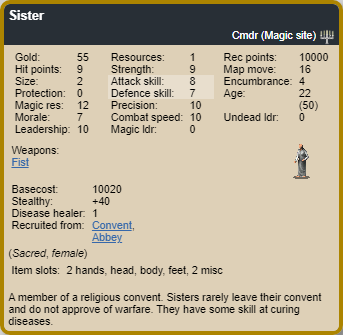 Sister
Cmdr (Magic site)
Gold: 55 Resources: 1 Rec points: 10000
Hit points: 9 Strength: 9 Map move: 16
Size: 2 Attack skill: 8 Encumbrance: 4
Protection: 0 Defence skill: 7 Age: 22
Magic res: 12 Precision: 10 (50)
Morale: 7 Combat speed: 10 Undead ldr: 0
Leadership: 10 Magic ldr: 0
Weapons:
Fist
Basecost: 10020
Stealthy: +40
Disease healer: 1
Recruited from: Convent,
Abbey
(Sacred, female)
Item slots: 2 hands, head, body, feet, 2 misc
A member of a religious convent. Sisters rarely leave their convent
and do not approve of warfare. They have some skill at curing
diseases.